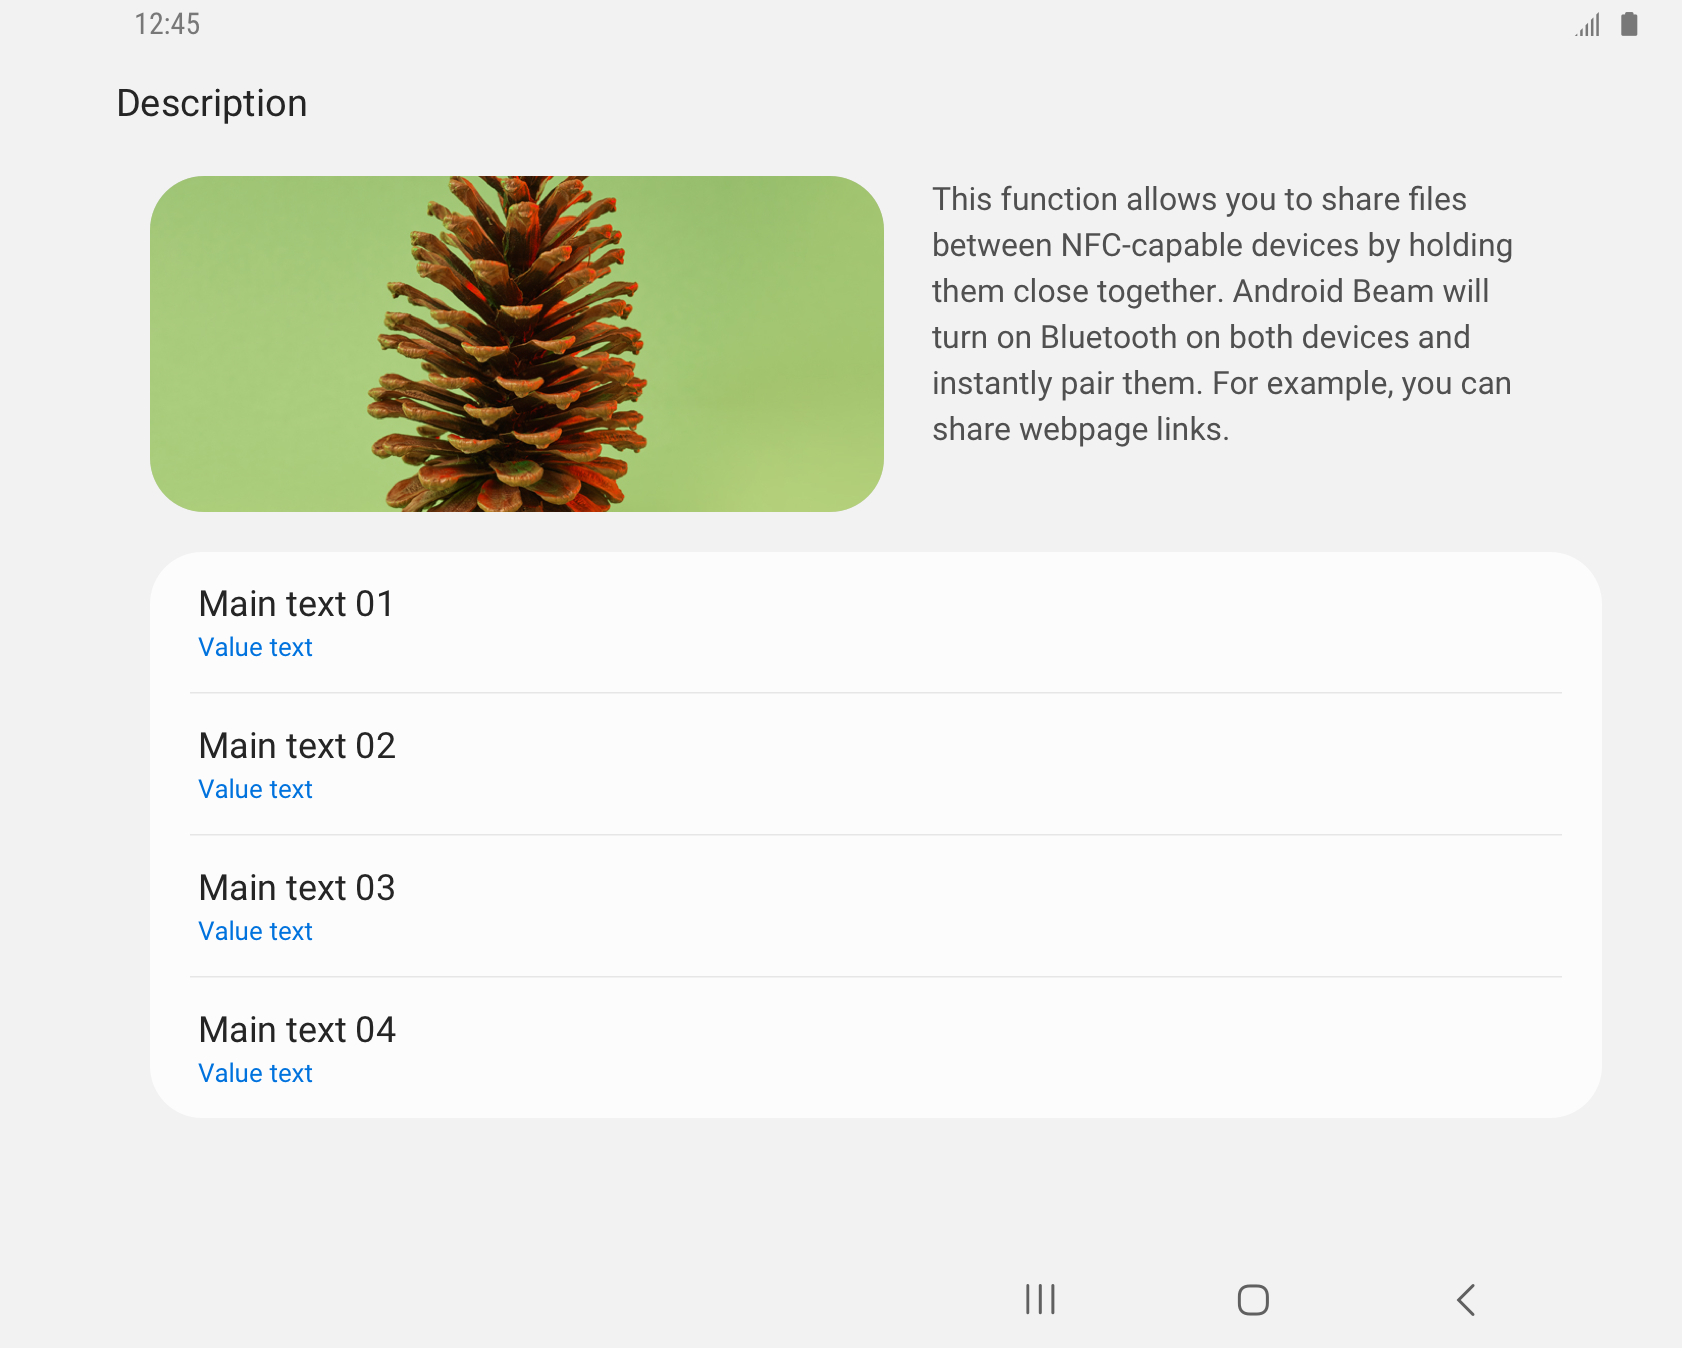 12:45
Description
This function allows you to share files
between NFC-capable devices by holding
them close together. Android Beam will
turn on Bluetooth on both devices and
instantly pair them. For example, you can
share webpage links.
Main text 01
Value text
Main text 02
Value text
Main text 03
Value text
Main text 04
Value text